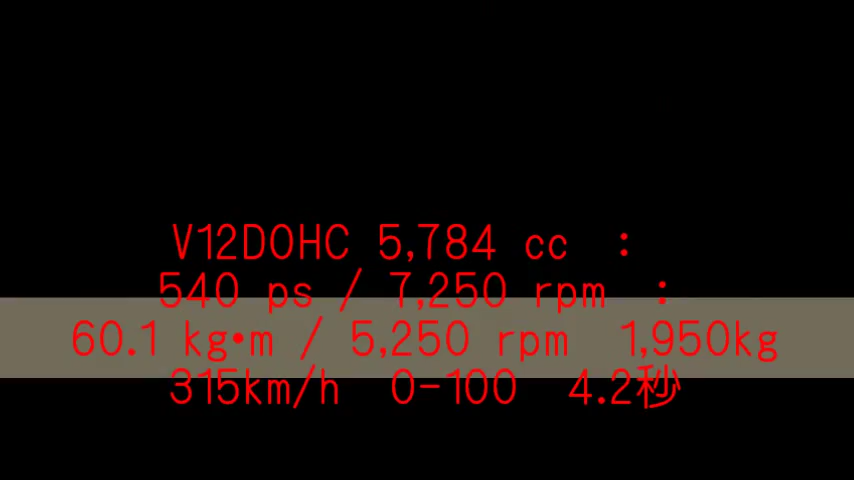 V12DOHC 5,784 cc :
540 ps / 7,250 rpm :
60.1 kg•m / 5,250 rpm 1,950kg
315km/h 0-100 4.2秒